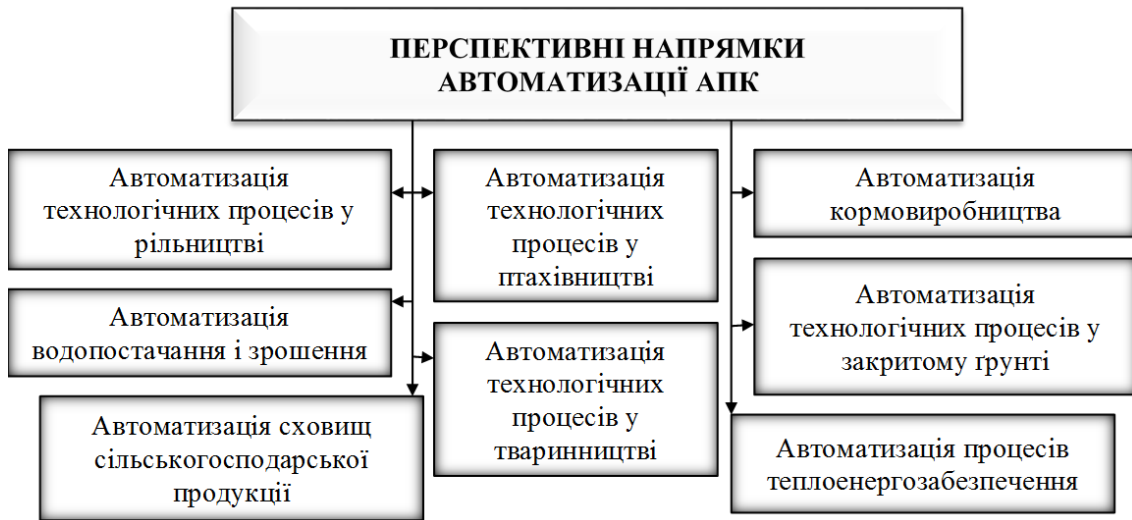 ПЕРСПЕКТИВНІ НАПРЯМКИ
АВТОМАТИЗАЦІЇ АПК
Автоматизація
технологічних процесів у
рільництві
Автоматизація
технологічних
процесів у
птахівництві
Автоматизація
кормовиробництва
Автоматизація
водопостачання і зрошення
Автоматизація
технологічних
процесів у
тваринництві
Автоматизація
технологічних процесів у
закритому ґрунті
Автоматизація сховищ
сільськогосподарської
продукції
Автоматизація процесів
теплоенергозабезпечення